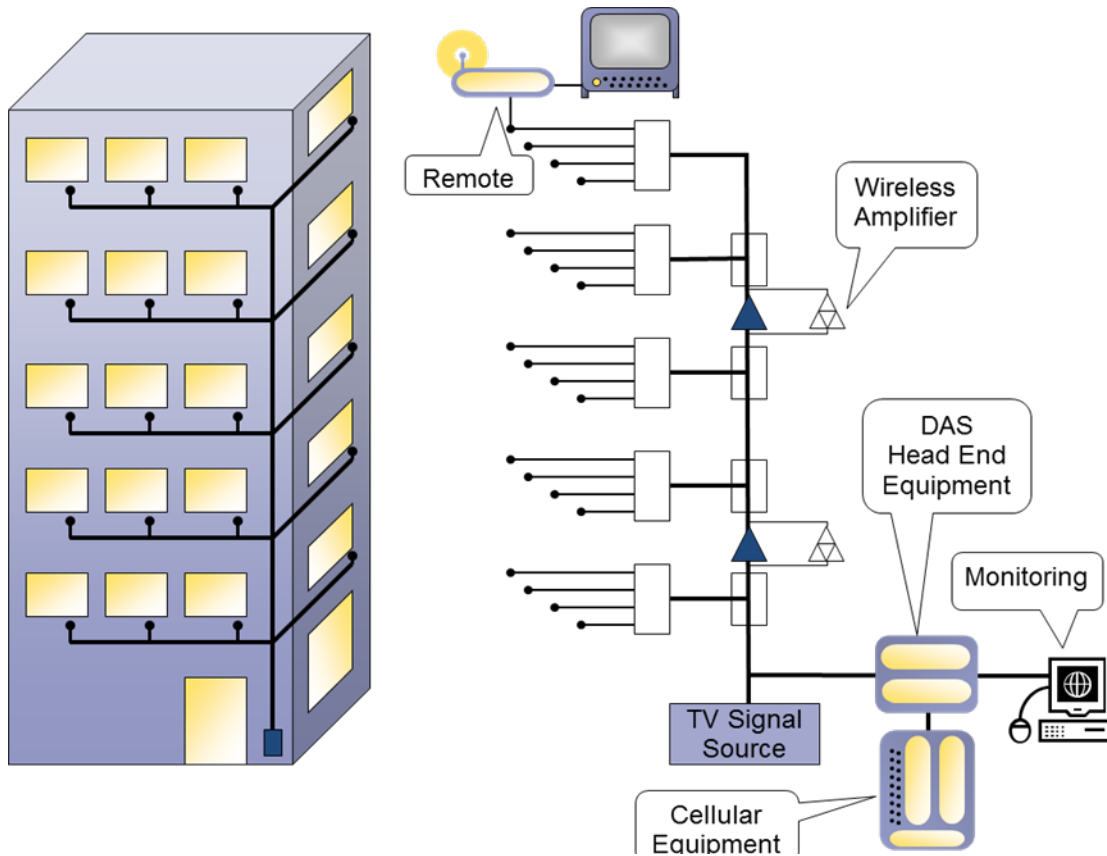 Remote
Wireless
Amplifier
DAS
Head End
Equipment
Monitoring
TV Signal
Source
Cellular
Equipment